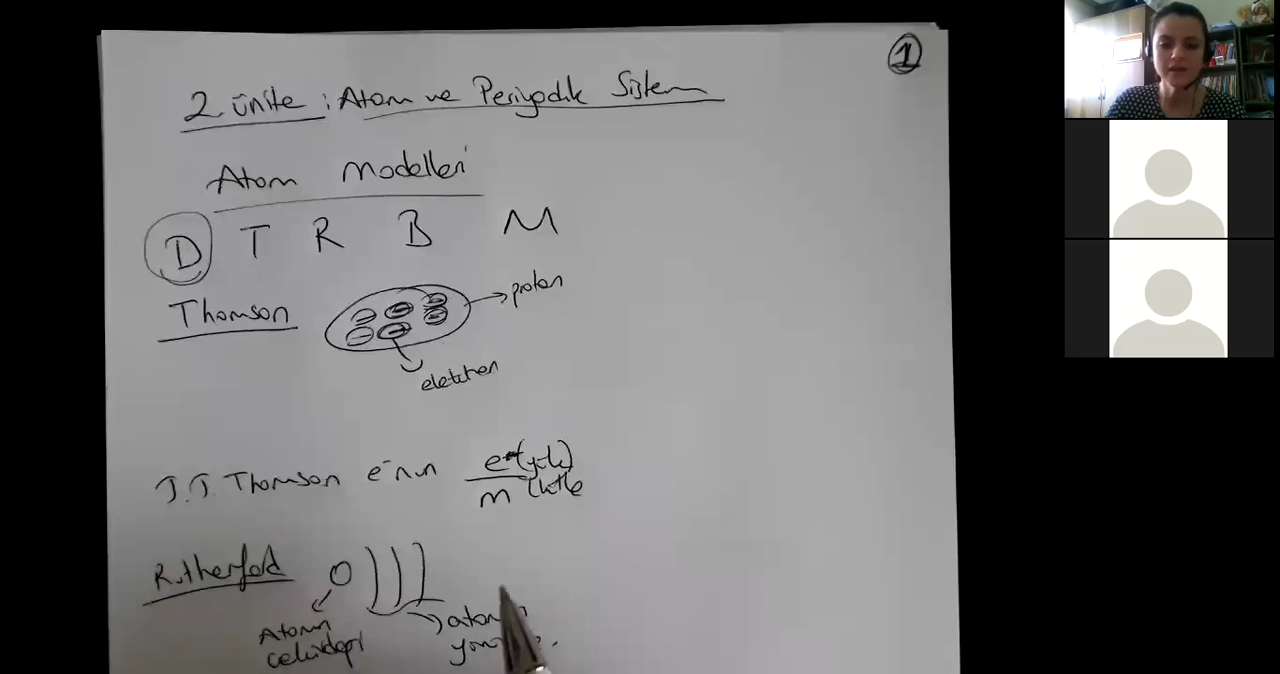 1
2. ünite : Atom ve Periyodik Sistem
Atom Modelleri
D T R B M
Thomson
proton
elektron
J.J. Thomson e⁻nun e⁻(yük)
m (kütle
Rutherford
Atomun
çekirdeği